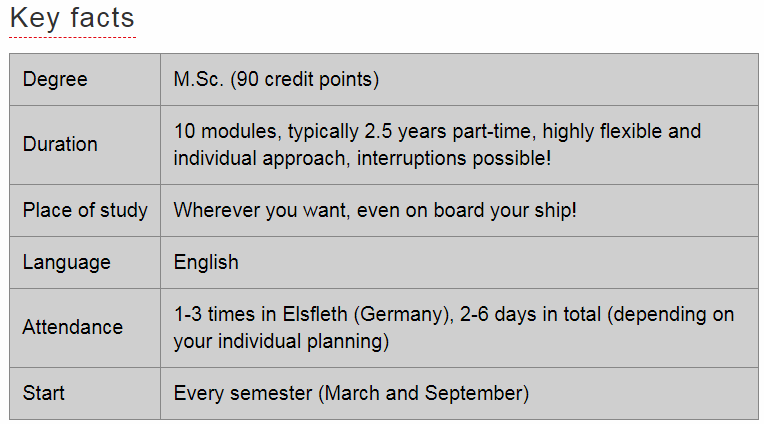 Key facts
Degree
M.Sc. (90 credit points)
Duration
10 modules, typically 2.5 years part-time, highly flexible and
individual approach, interruptions possible!
Place of study
Wherever you want, even on board your ship!
Language
English
Attendance
1-3 times in Elsfleth (Germany), 2-6 days in total (depending on
your individual planning)
Start
Every semester (March and September)